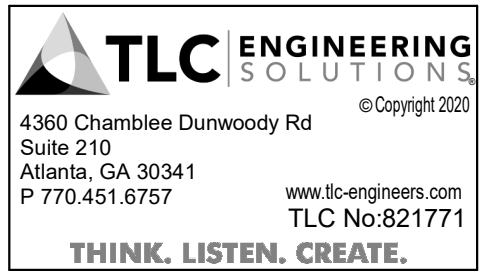 TLC ENGINEERING
SOLUTIONS®
© Copyright 2020
4360 Chamblee Dunwoody Rd
Suite 210
Atlanta, GA 30341
P 770.451.6757
www.tlc-engineers.com
TLC No:821771
THINK. LISTEN. CREATE.